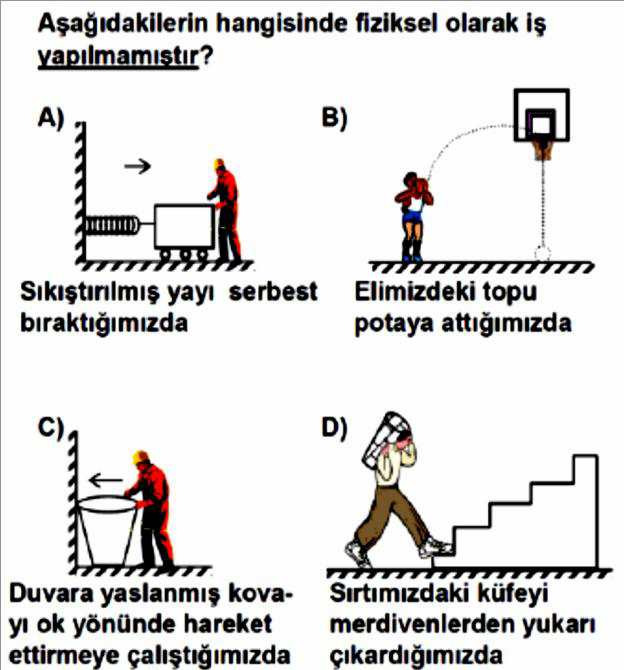 Aşağıdakilerin hangisinde fiziksel olarak iş
yapılmamıştır?
A)
B)
Sıkıştırılmış yayı serbest
bıraktığımızda
Elimizdeki topu
potaya attığımızda
C)
D)
Duvara yaslanmış kova-
yı ok yönünde hareket
ettirmeye çalıştığımızda
Sırtımızdaki küfeyi
merdivenlerden yukarı
çıkardığımızda